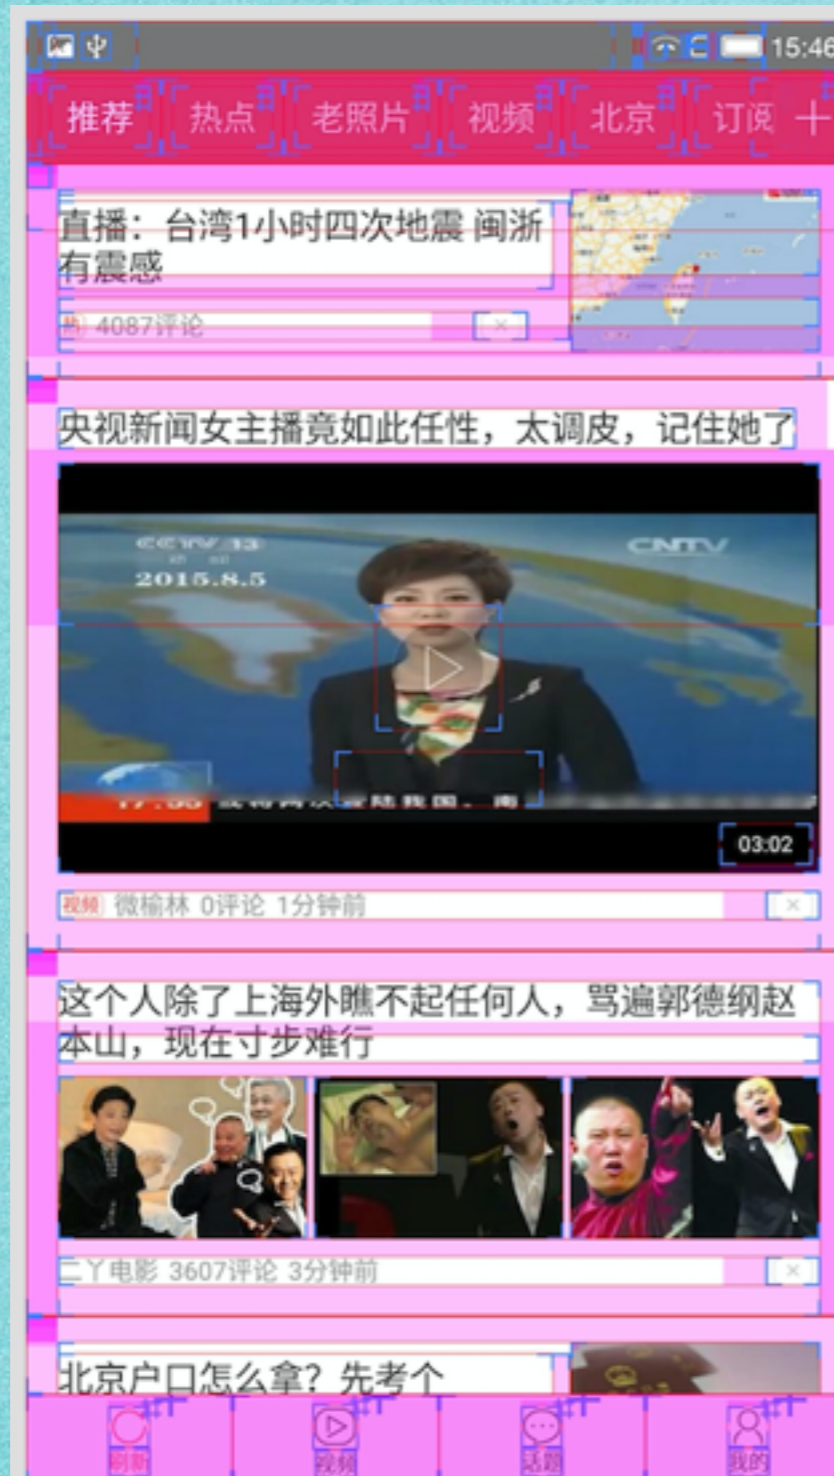 15:46
推荐 热点 老照片 视频 北京 订阅 +
直播：台湾1小时四次地震 闽浙
有震感
热 4087评论 ×
央视新闻女主播竟如此任性，太调皮，记住她了
CCTV 13
CNTV
2015.8.5
03:02
视频 微榆林 0评论 1分钟前 ×
这个人除了上海外瞧不起任何人，骂遍郭德纲赵
本山，现在寸步难行
二丫电影 3607评论 3分钟前 ×
北京户口怎么拿？先考个
刷新 视频 话题 我的